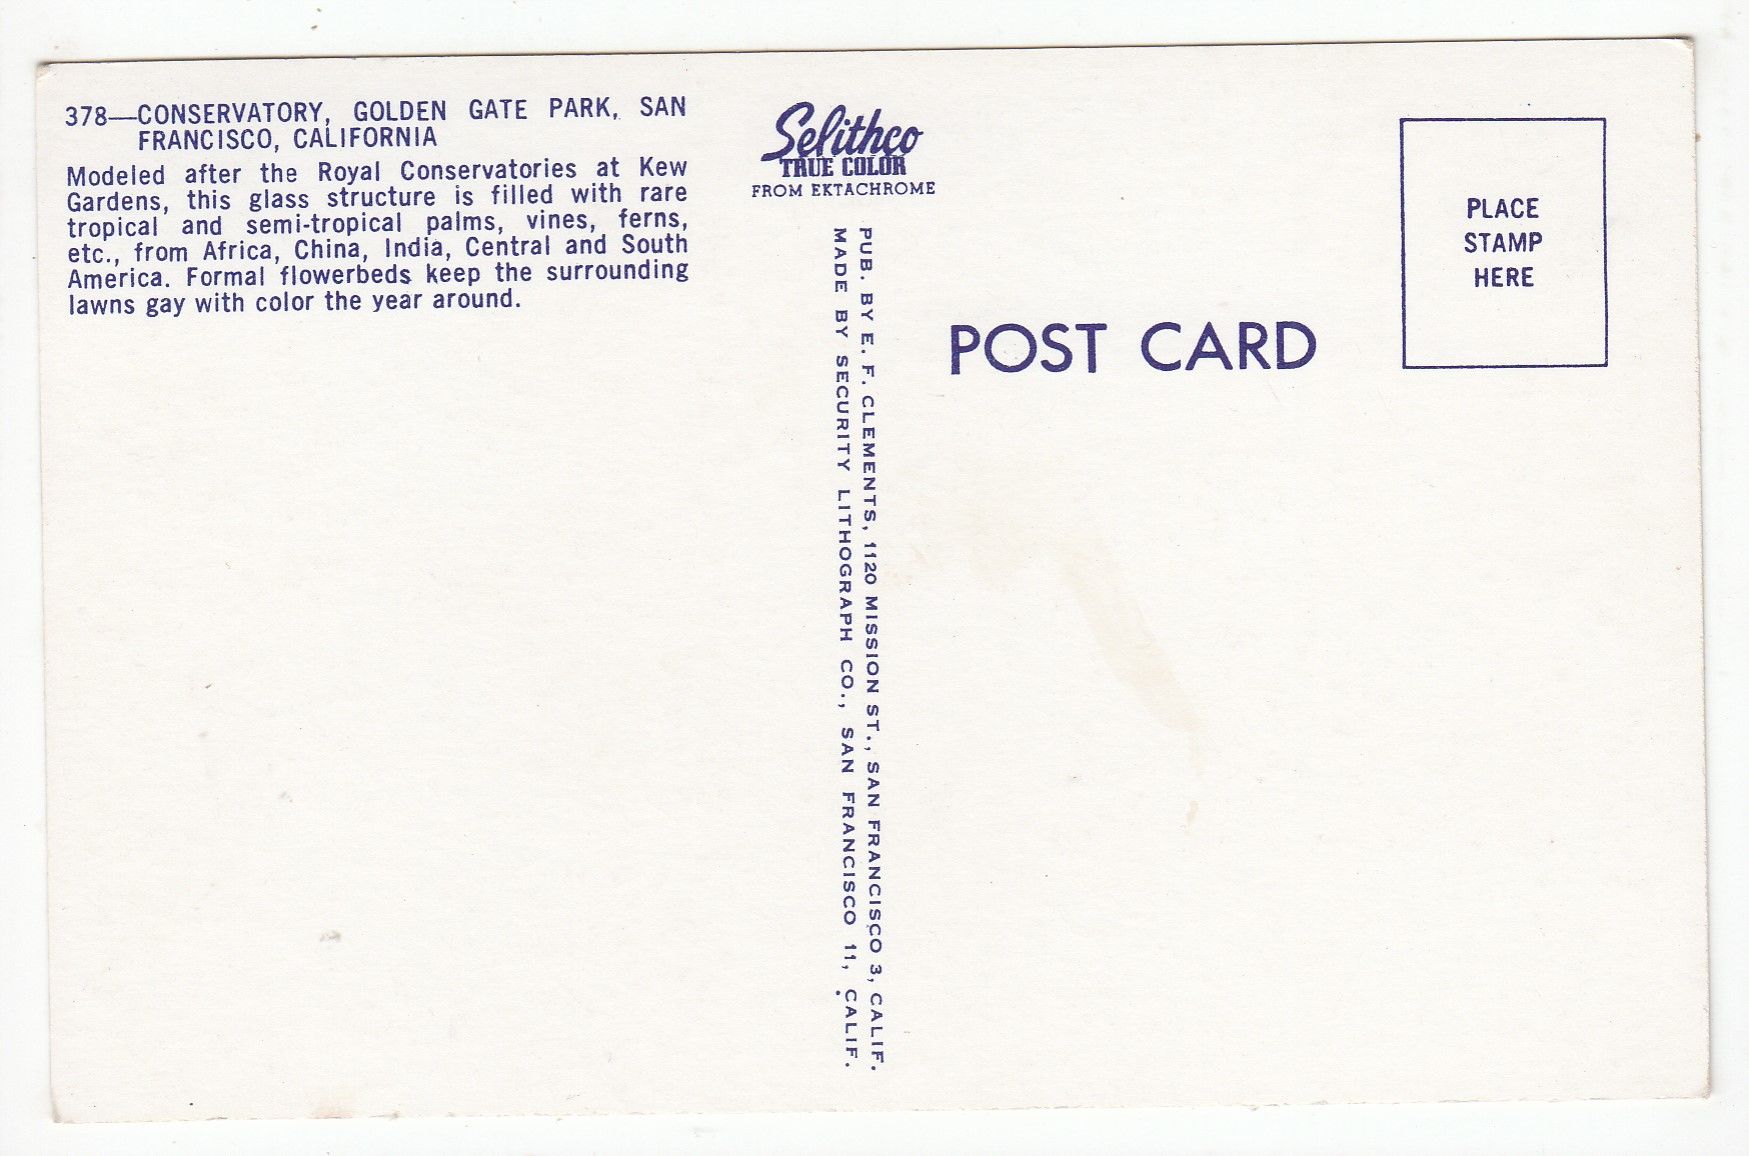 378—CONSERVATORY, GOLDEN GATE PARK, SAN
FRANCISCO, CALIFORNIA
Modeled after the Royal Conservatories at Kew
Gardens, this glass structure is filled with rare
tropical and semi-tropical palms, vines, ferns,
etc., from Africa, China, India, Central and South
America. Formal flowerbeds keep the surrounding
lawns gay with color the year around.
Selithco
TRUE COLOR
FROM EKTACHROME
PUB. BY E. F. CLEMENTS, 1120 MISSION ST., SAN FRANCISCO 3, CALIF.
MADE BY SECURITY LITHOGRAPH CO., SAN FRANCISCO 11, CALIF.
POST CARD
PLACE
STAMP
HERE